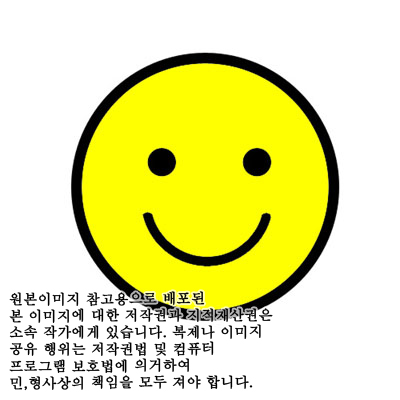 원본이미지 참고용으로 배포된
본 이미지에 대한 저작권과 지적재산권은
소속 작가에게 있습니다. 복제나 이미지
공유 행위는 저작권법 및 컴퓨터
프로그램 보호법에 의거하여
민,형사상의 책임을 모두 져야 합니다.